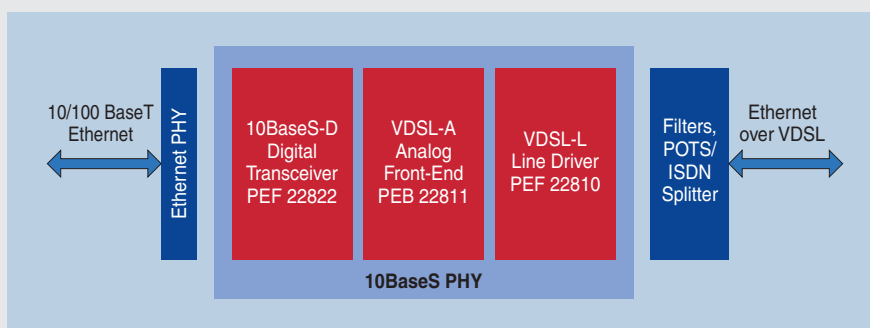 10/100 BaseT
Ethernet
Ethernet PHY
10BaseS-D
Digital
Transceiver
PEF 22822
VDSL-A
Analog
Front-End
PEB 22811
VDSL-L
Line Driver
PEF 22810
Filters,
POTS/
ISDN
Splitter
Ethernet
over VDSL
10BaseS PHY